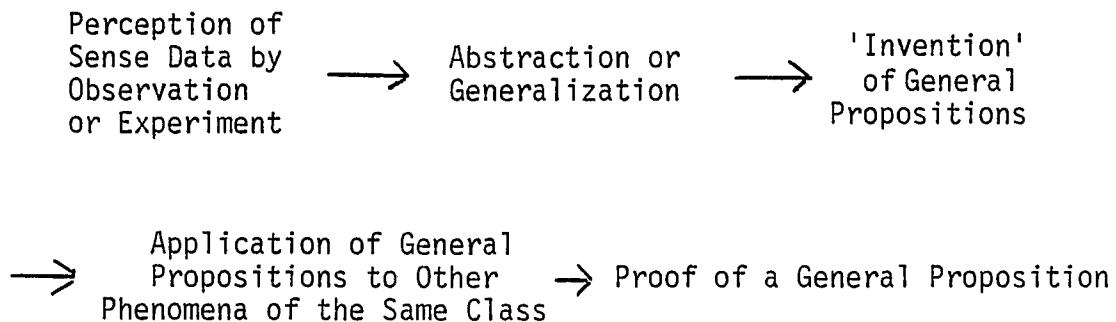 Perception of
Sense Data by
Observation
or Experiment
Abstraction or
Generalization
'Invention'
of General
Propositions
Application of General
Propositions to Other
Phenomena of the Same Class
Proof of a General Proposition